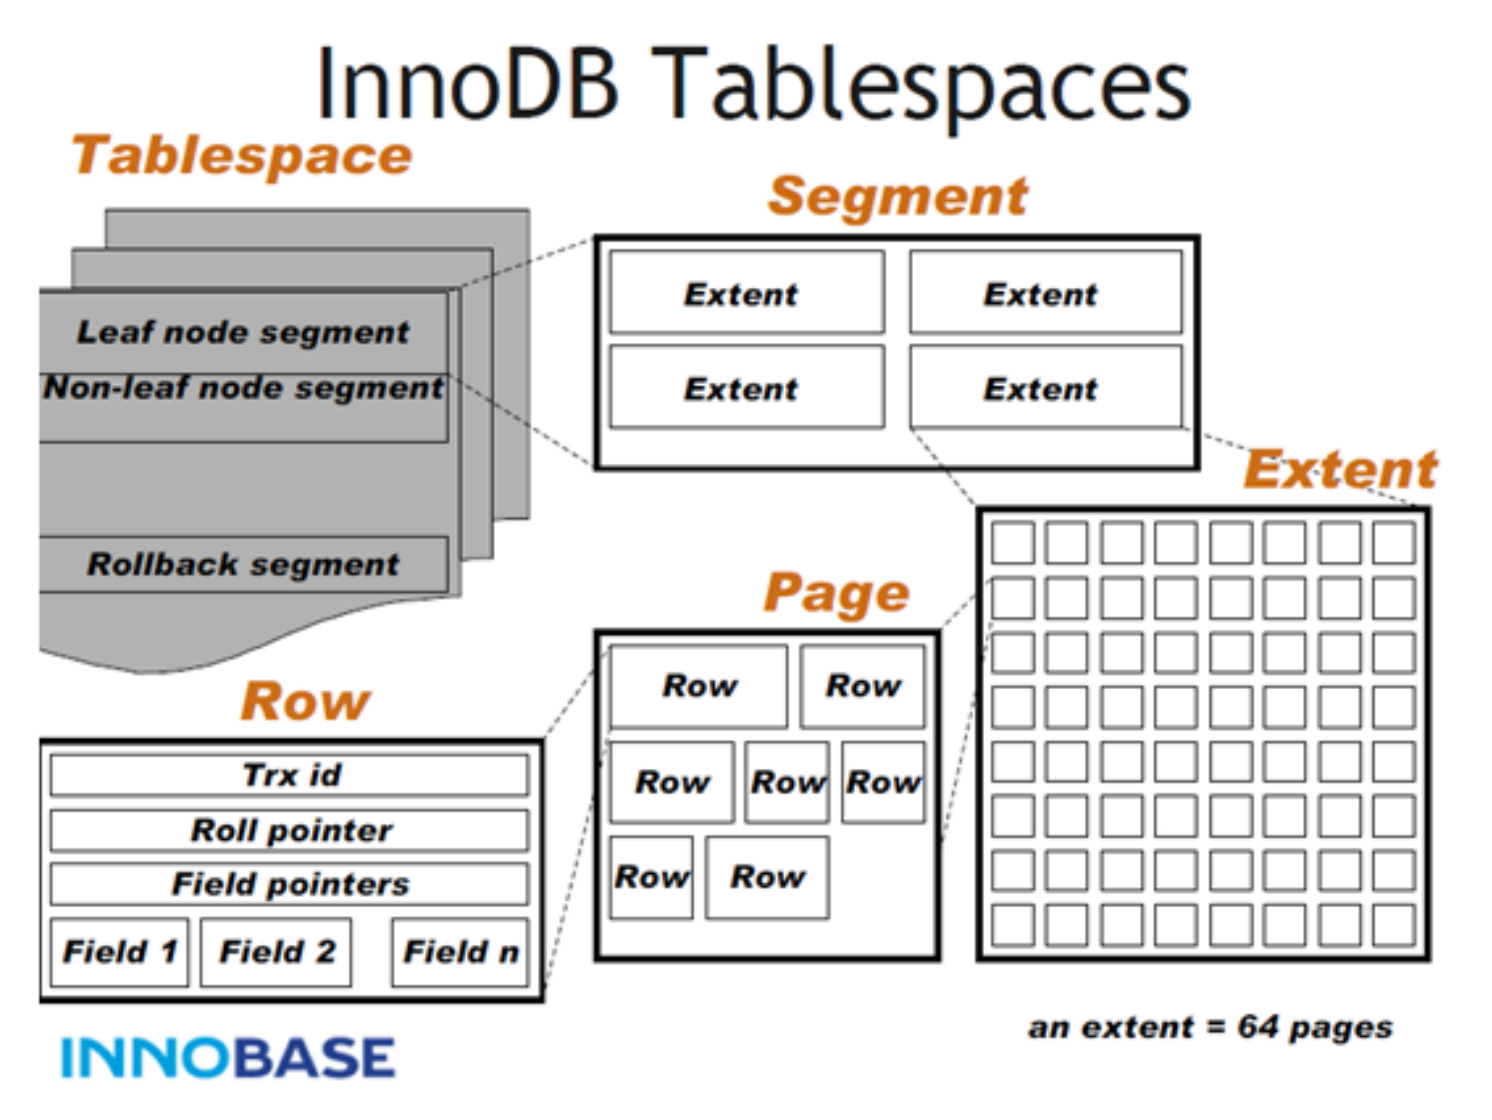 InnoDB Tablespaces
Tablespace
Leaf node segment
Non-leaf node segment
Rollback segment
Segment
Extent Extent
Extent Extent
Extent
an extent = 64 pages
Page
Row Row
Row Row Row
Row Row
Row
Trx id
Roll pointer
Field pointers
Field 1 Field 2 Field n
INNOBASE